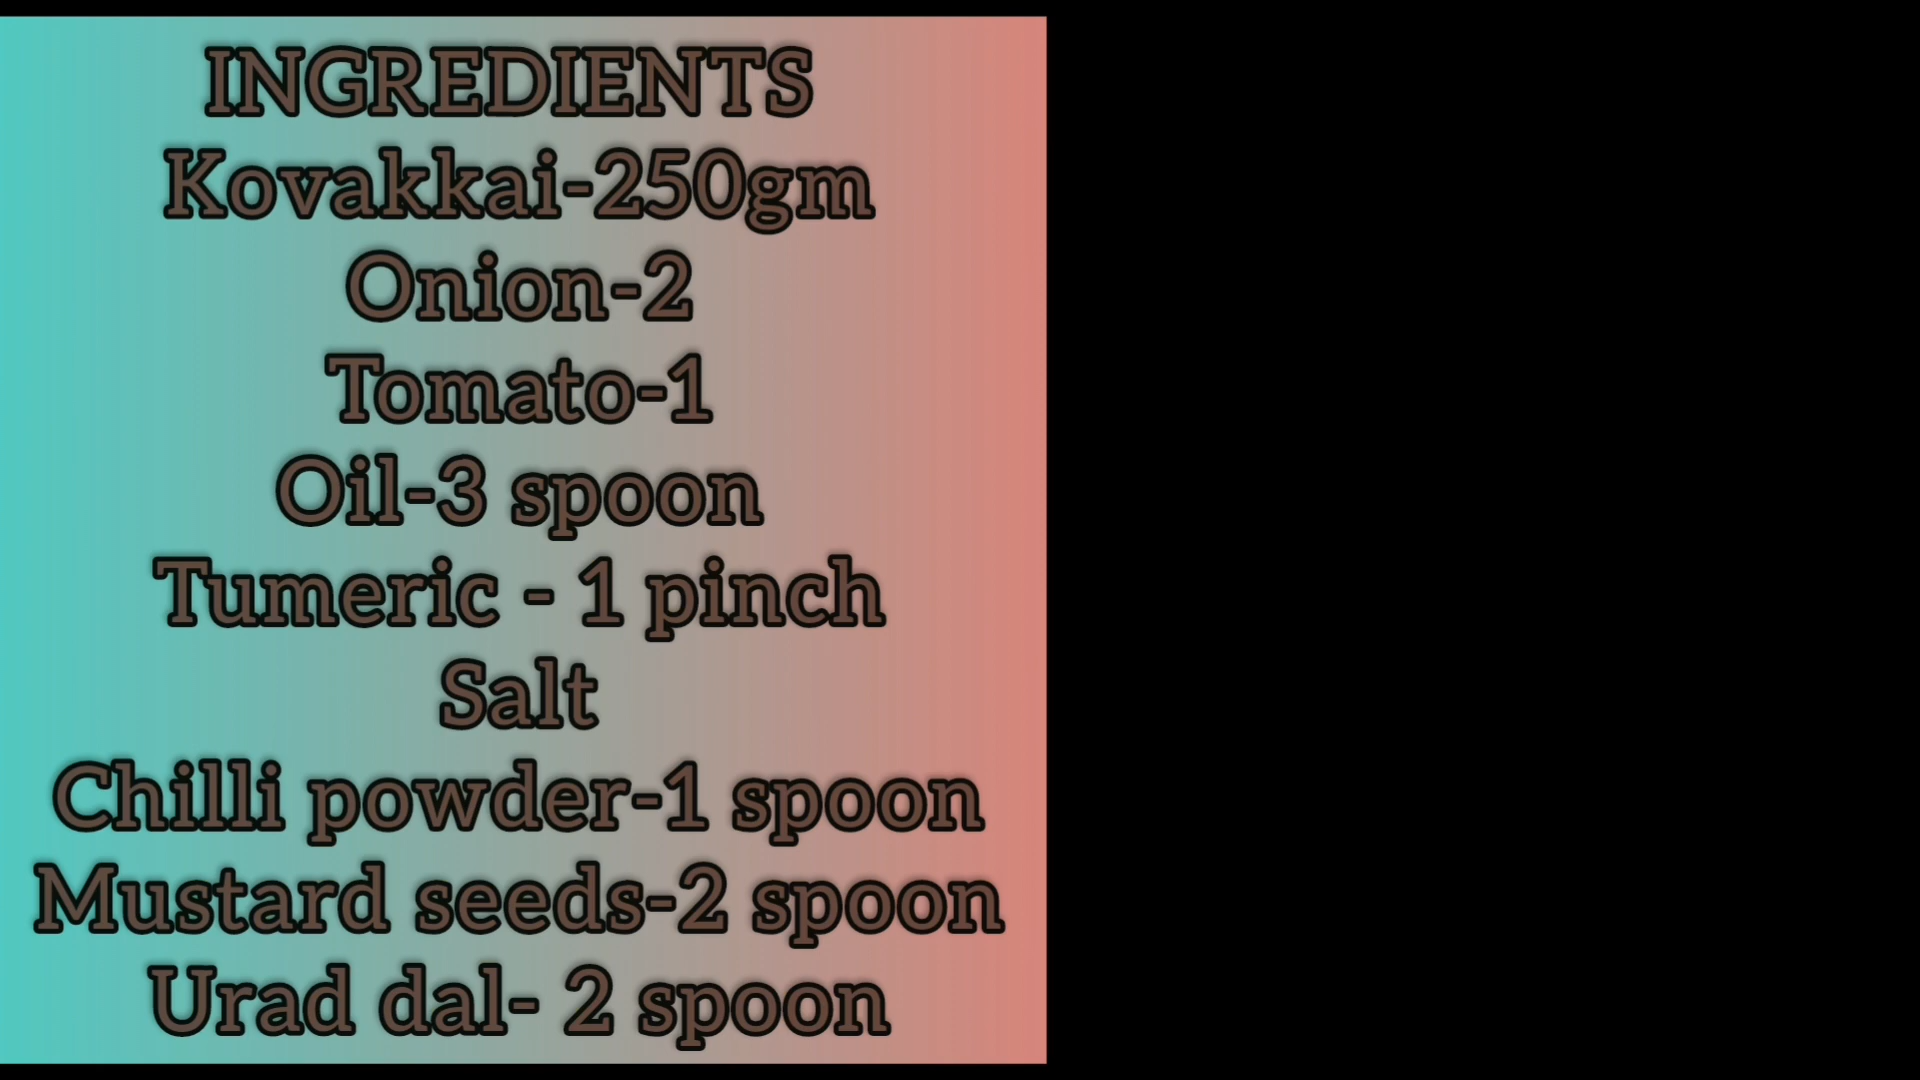 INGREDIENTS
Kovakkai-250gm
Onion-2
Tomato-1
Oil-3 spoon
Tumeric - 1 pinch
Salt
Chilli powder-1 spoon
Mustard seeds-2 spoon
Urad dal- 2 spoon